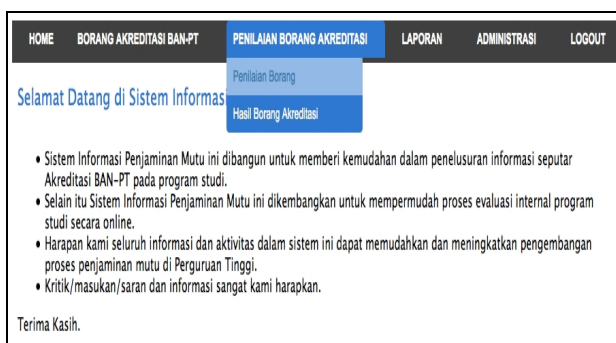 HOME BORANG AKREDITASI BAN-PT PENILAIAN BORANG AKREDITASI LAPORAN ADMINISTRASI LOGOUT
Penilaian Borang
Hasil Borang Akreditasi
Selamat Datang di Sistem Informas
• Sistem Informasi Penjaminan Mutu ini dibangun untuk memberi kemudahan dalam penelusuran informasi seputar
Akreditasi BAN-PT pada program studi.
• Selain itu Sistem Informasi Penjaminan Mutu ini dikembangkan untuk mempermudah proses evaluasi internal program
studi secara online.
• Harapan kami seluruh informasi dan aktivitas dalam sistem ini dapat memudahkan dan meningkatkan pengembangan
proses penjaminan mutu di Perguruan Tinggi.
• Kritik/masukan/saran dan informasi sangat kami harapkan.
Terima Kasih.